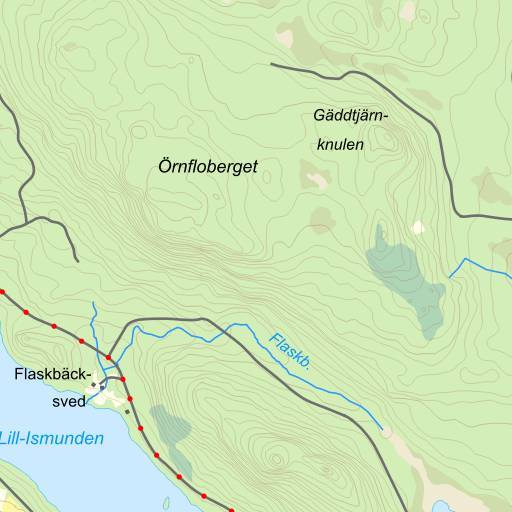 Gäddtjärn-
knulen
Örnfloberget
Flaskb.
Flaskbäck-
sved
Lill-Ismunden